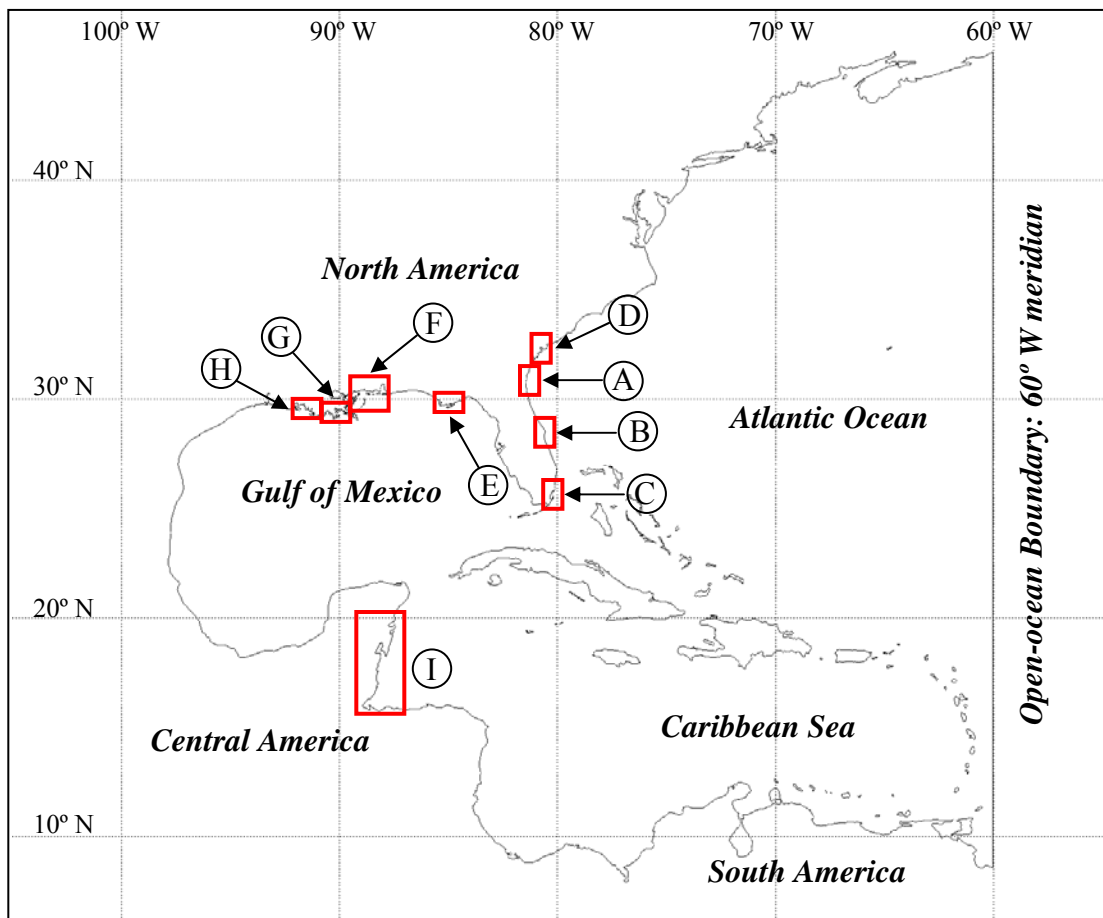 100º W 90º W 80º W 70º W 60º W
40º N
North America
F
D
G
H
A
30º N
Atlantic Ocean
B
E
Gulf of Mexico
C
Open-ocean Boundary: 60º W meridian
20º N
I
Caribbean Sea
Central America
10º N
South America